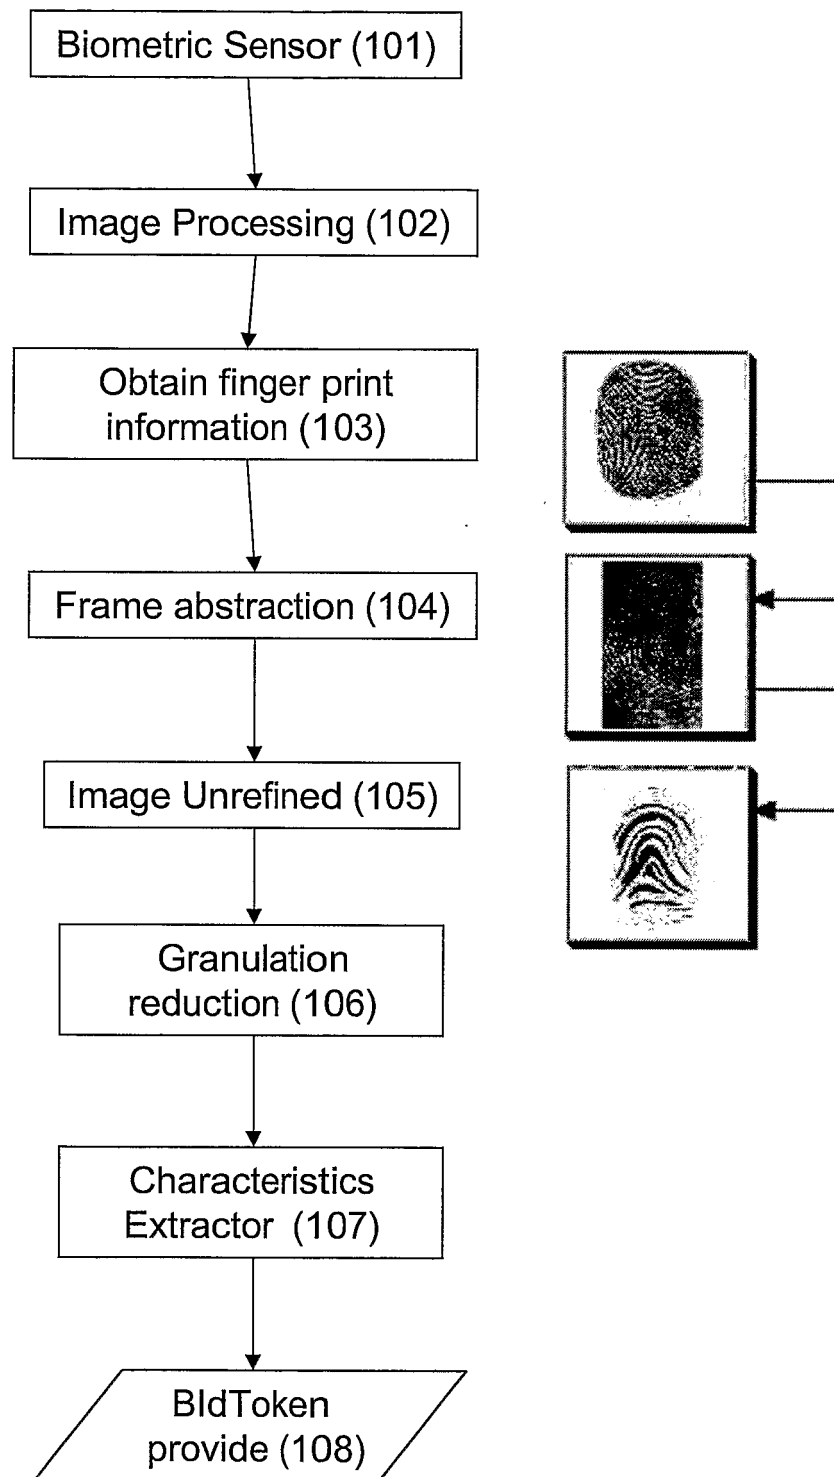 Biometric Sensor (101)
Image Processing (102)
Obtain finger print
information (103)
Frame abstraction (104)
Image Unrefined (105)
Granulation
reduction (106)
Characteristics
Extractor (107)
BIdToken
provide (108)